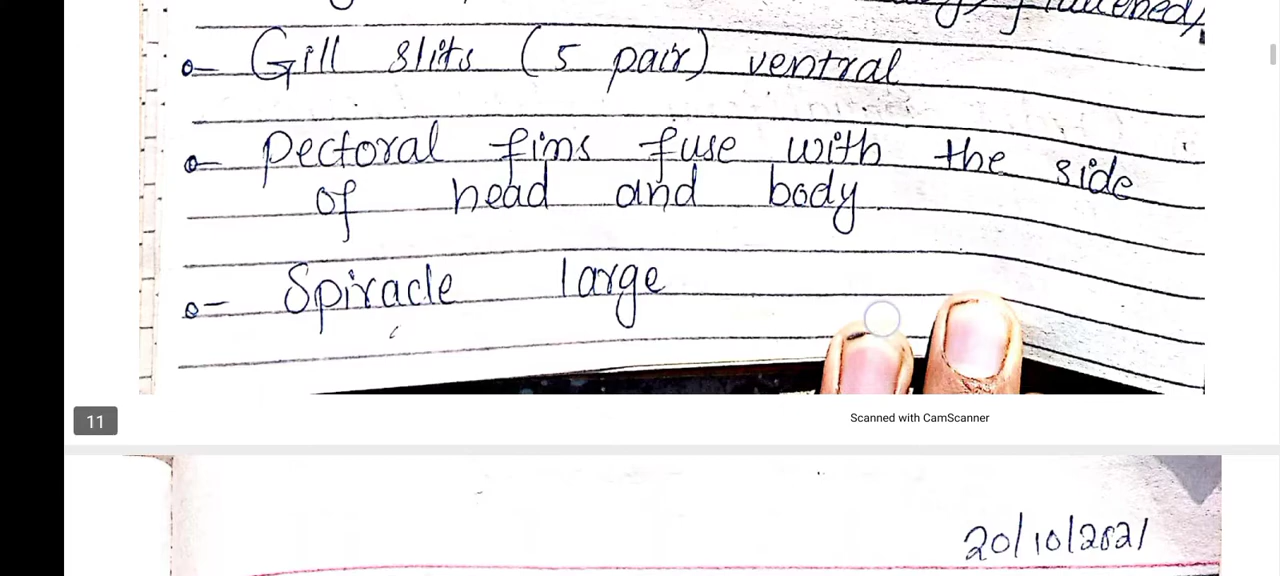 flattened,
o- Gill slits (5 pair) ventral
o- Pectoral fins fuse with the side
of head and body
o- Spiracle large
11
Scanned with CamScanner
20/10/2021